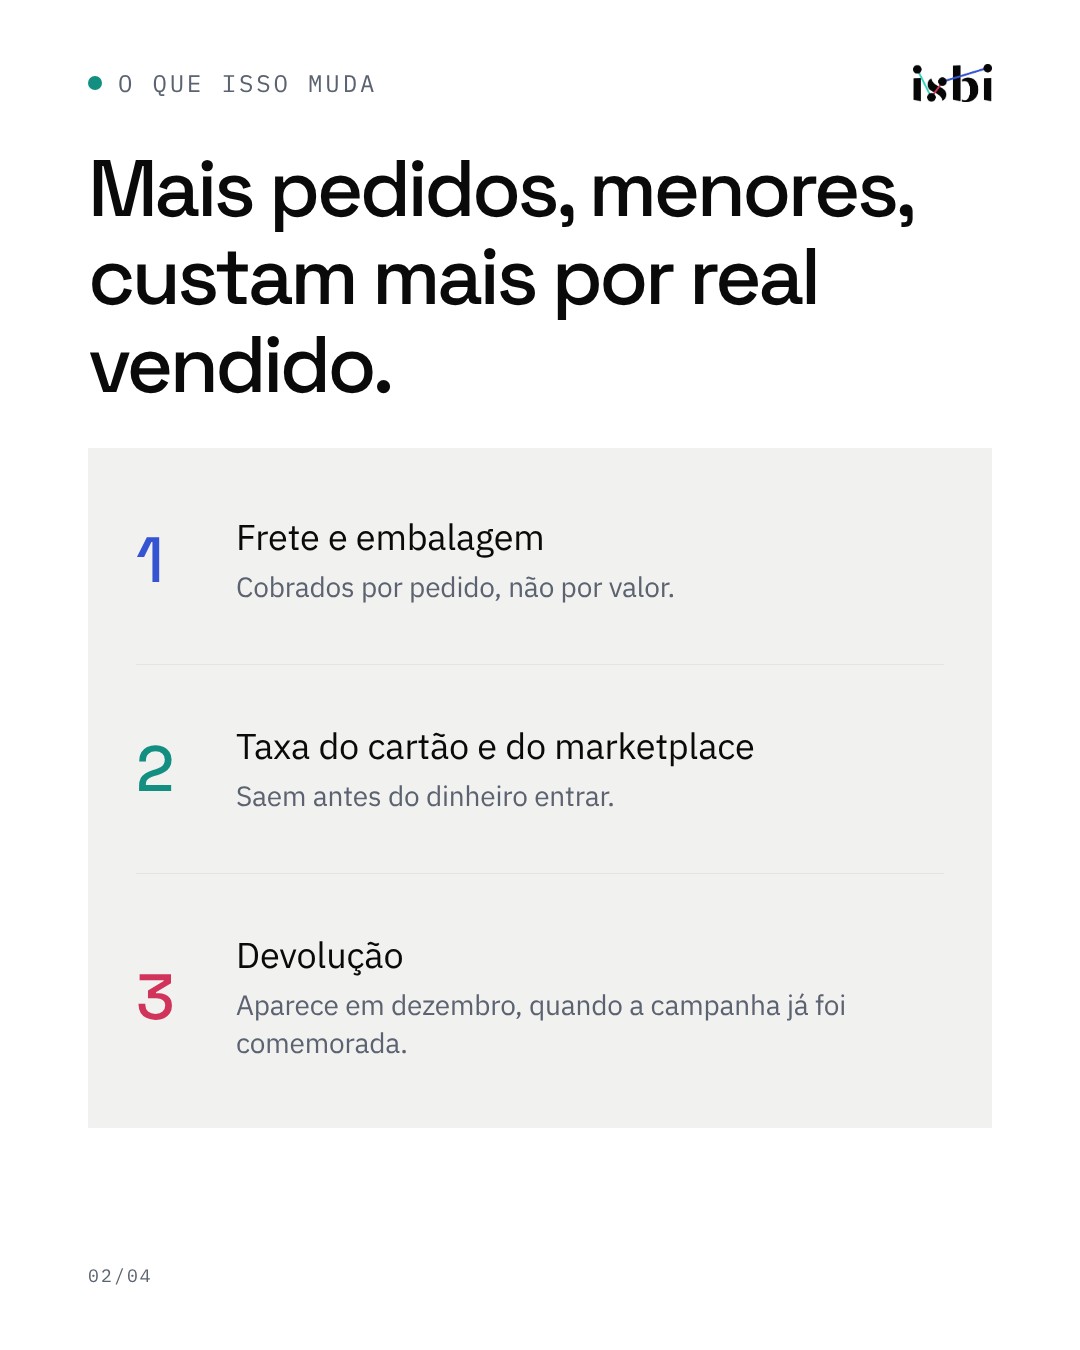 O QUE ISSO MUDA
isbi
Mais pedidos, menores,
custam mais por real
vendido.
1
Frete e embalagem
Cobrados por pedido, não por valor.
2
Taxa do cartão e do marketplace
Saem antes do dinheiro entrar.
3
Devolução
Aparece em dezembro, quando a campanha já foi
comemorada.
02/04